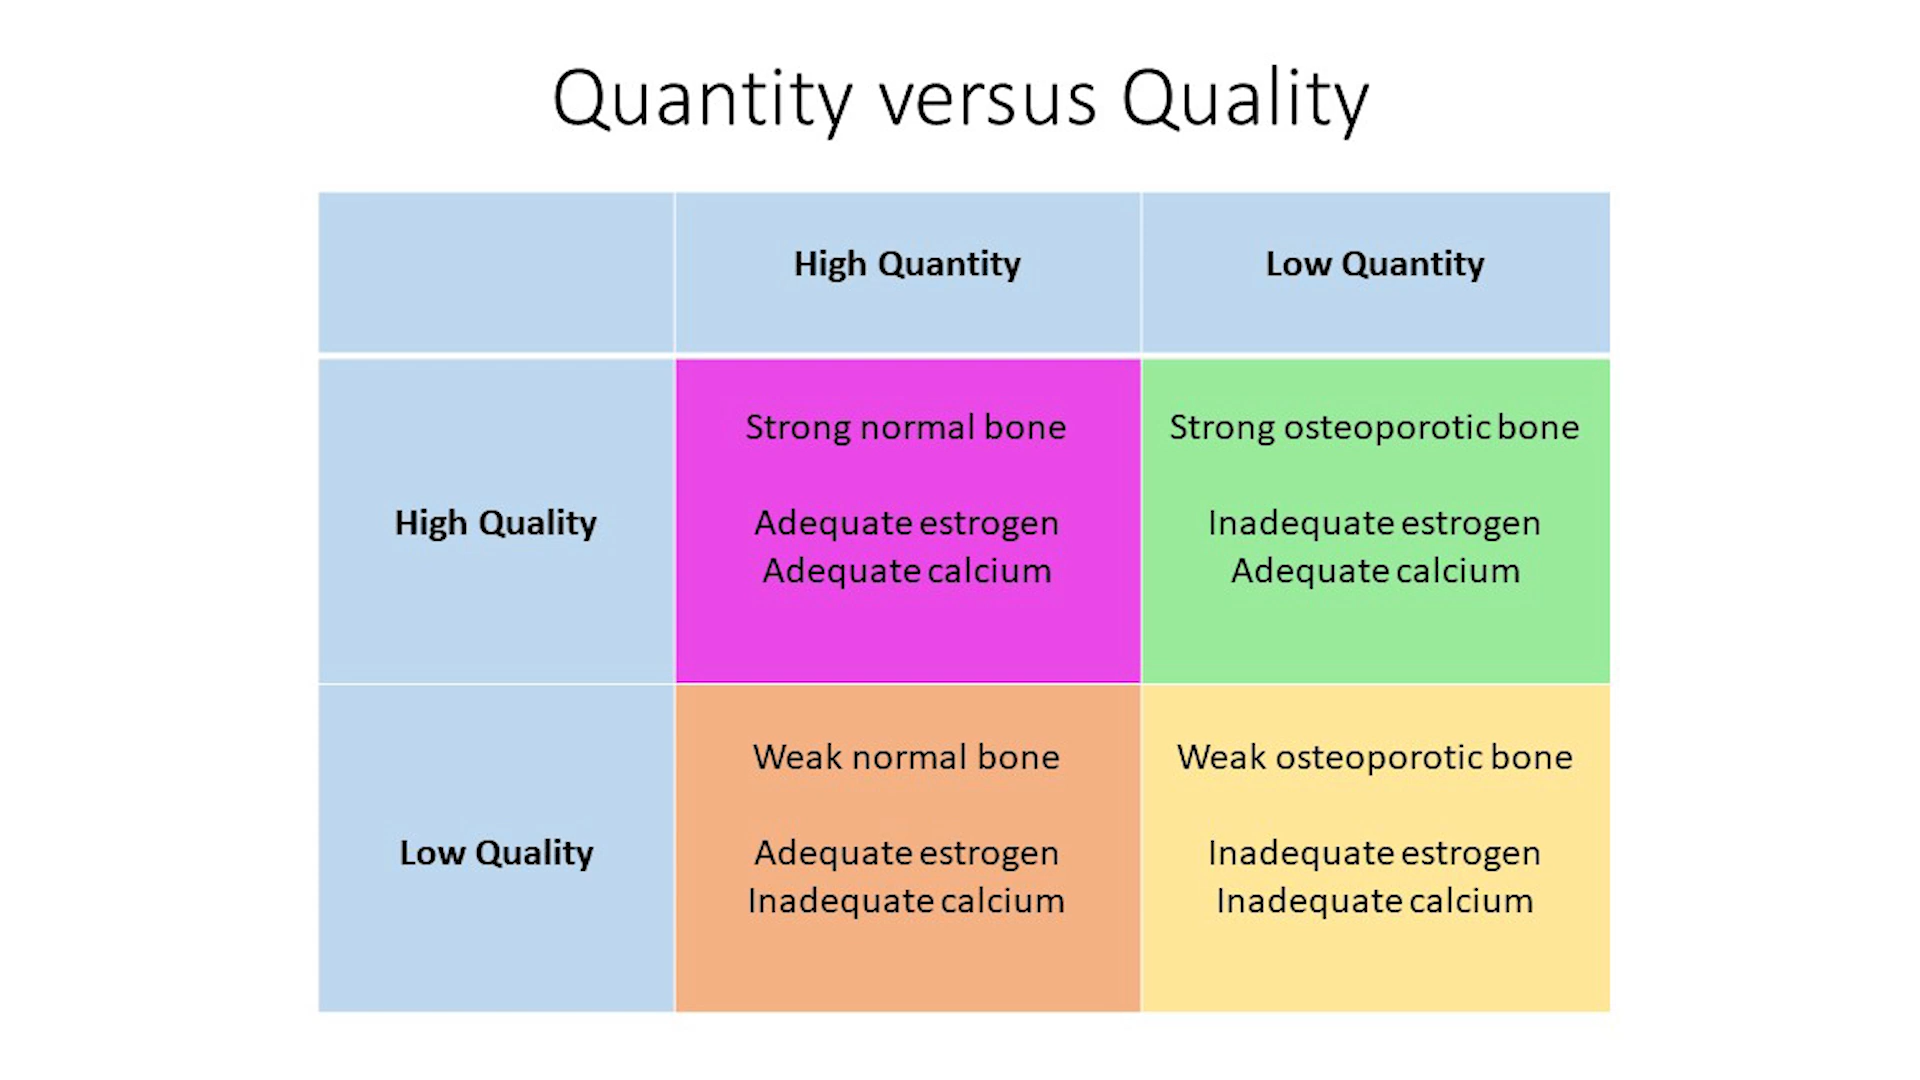 Quantity versus Quality
High Quantity
Low Quantity
High Quality
Strong normal bone
Adequate estrogen
Adequate calcium
Strong osteoporotic bone
Inadequate estrogen
Adequate calcium
Low Quality
Weak normal bone
Adequate estrogen
Inadequate calcium
Weak osteoporotic bone
Inadequate estrogen
Inadequate calcium